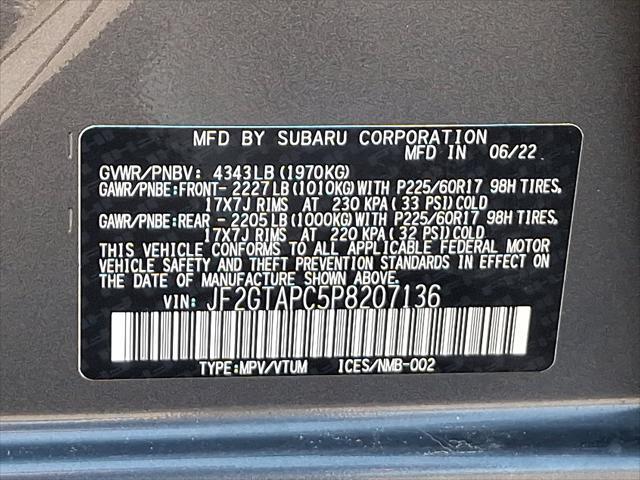 MFD BY SUBARU CORPORATION
MFD IN 06/22
GVWR/PNBV: 4343LB (1970KG)
GAWR/PNBE:FRONT-2227LB (1010KG) WITH P225/60R17 98H TIRES,
17X7J RIMS AT 230 KPA (33 PSI) COLD
GAWR/PNBE:REAR -2205LB (1000KG) WITH P225/60R17 98H TIRES,
17X7J RIMS AT 220 KPA (32 PSI) COLD
THIS VEHICLE CONFORMS TO ALL APPLICABLE FEDERAL MOTOR
VEHICLE SAFETY AND THEFT PREVENTION STANDARDS IN EFFECT
ON THE DATE OF MANUFACTURE SHOWN ABOVE.
VIN: JF2GTAPC5P8207136
TYPE:MPV/VTUM ICES/NMB-002